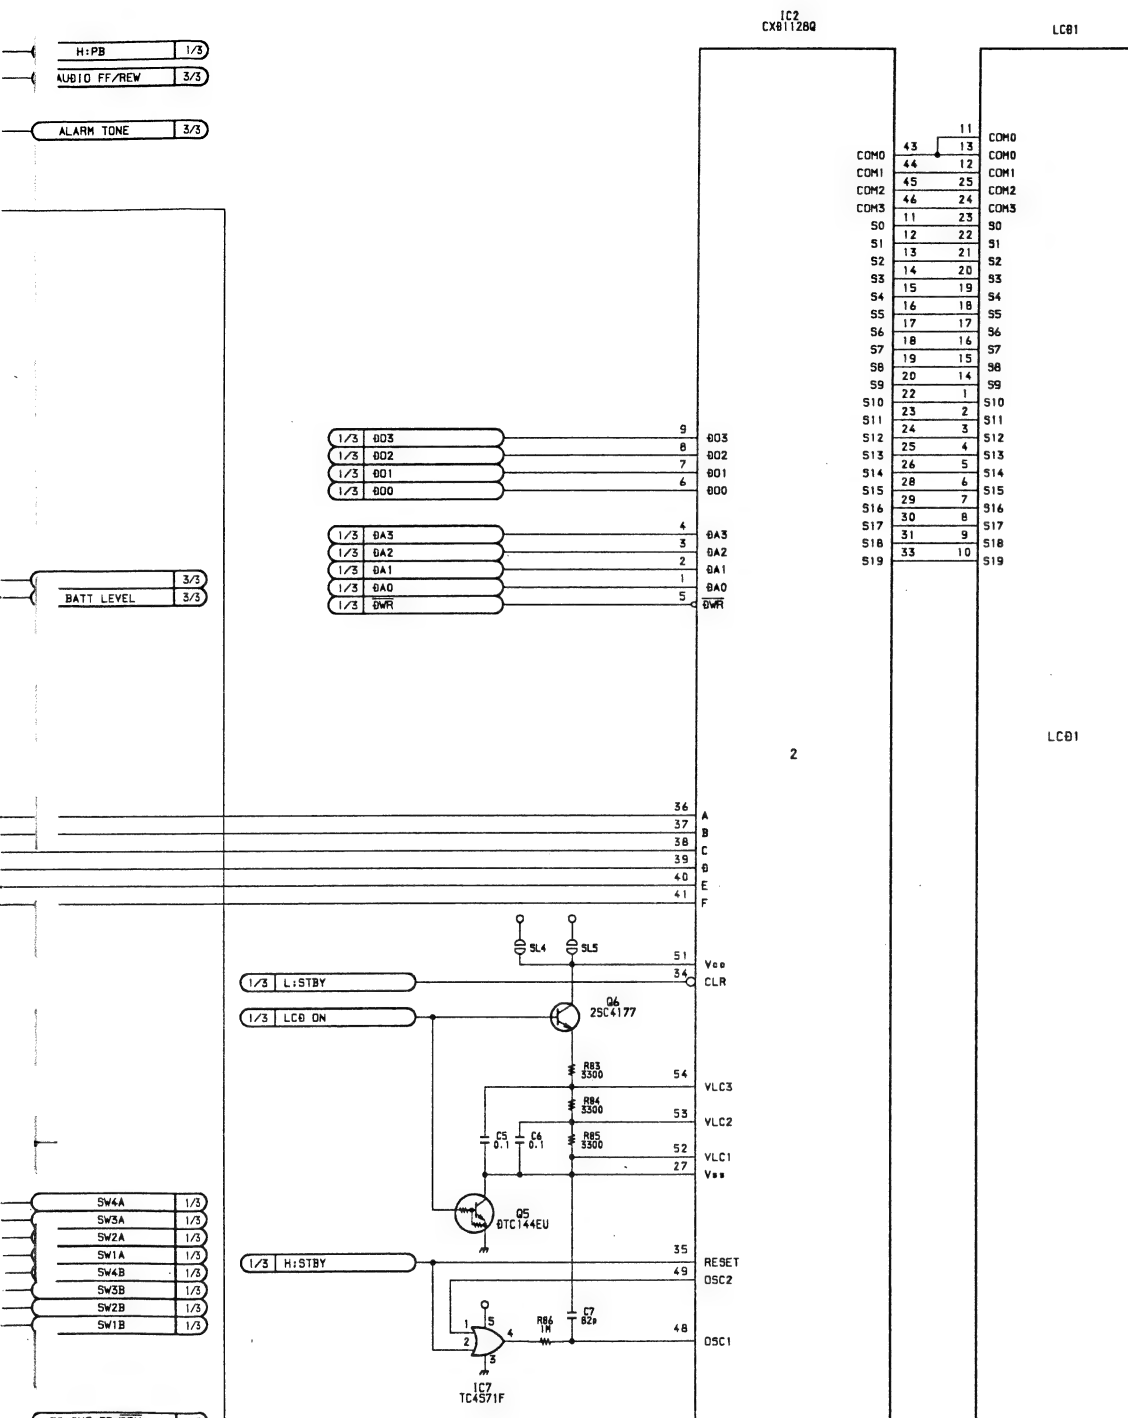 IC2
CXD1128Q
LCD1
H:PB 1/3
AUDIO FF/REW 3/3
ALARM TONE 3/3
COM0 43 11 COM0
13 COM0
COM1 44 12 COM1
COM2 45 25 COM2
COM3 46 24 COM3
S0 11 23 S0
S1 12 22 S1
S2 13 21 S2
S3 14 20 S3
S4 15 19 S4
S5 16 18 S5
S6 17 17 S6
S7 18 16 S7
S8 19 15 S8
S9 20 14 S9
S10 22 1 S10
S11 23 2 S11
S12 24 3 S12
S13 25 4 S13
S14 26 5 S14
S15 28 6 S15
S16 29 7 S16
S17 30 8 S17
S18 31 9 S18
S19 33 10 S19
1/3 DD3 9 DD3
1/3 DD2 8 DD2
1/3 DD1 7 DD1
1/3 DD0 6 DD0
1/3 DA3 4 DA3
1/3 DA2 3 DA2
1/3 DA1 2 DA1
1/3 DA0 1 DA0
1/3 DWR 5 DWR
3/3
BATT LEVEL 3/3
2
LCD1
36 A
37 B
38 C
39 D
40 E
41 F
SL4 SL5
51 VDD
1/3 L:STBY 34 CLR
1/3 LCD ON
Q6
2SC4177
R83
3300
54 VLC3
R84
3300
53 VLC2
C5
0.1
C6
0.1
R85
3300
52 VLC1
27 Vss
Q5
DTC144EU
SW4A 1/3
SW3A 1/3
SW2A 1/3
SW1A 1/3
SW4B 1/3
SW3B 1/3
SW2B 1/3
SW1B 1/3
1/3 H:STBY 35 RESET
49 OSC2
C7
82p
R86
1M
1 2 5 4 3
48 OSC1
IC7
TC4S71F